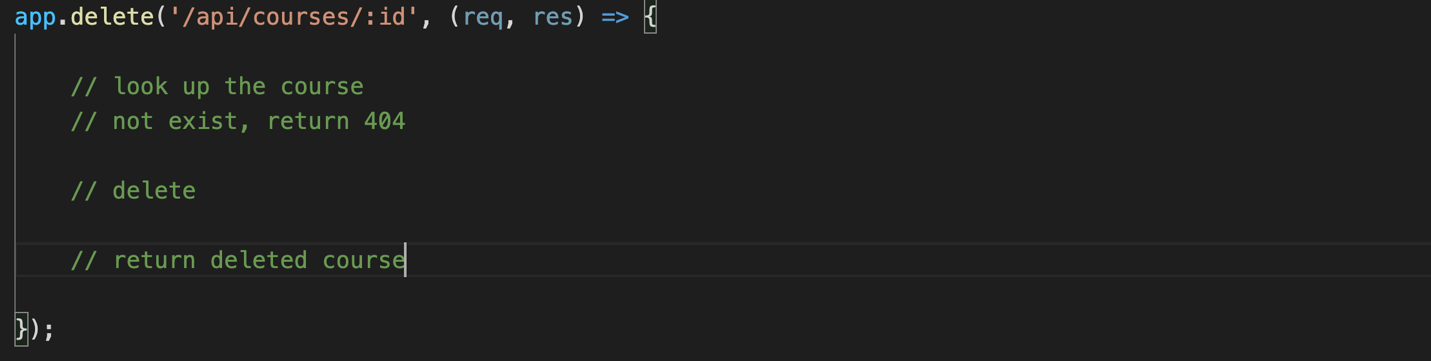 app.delete('/api/courses/:id', (req, res) => {
// look up the course
// not exist, return 404
// delete
// return deleted course
});